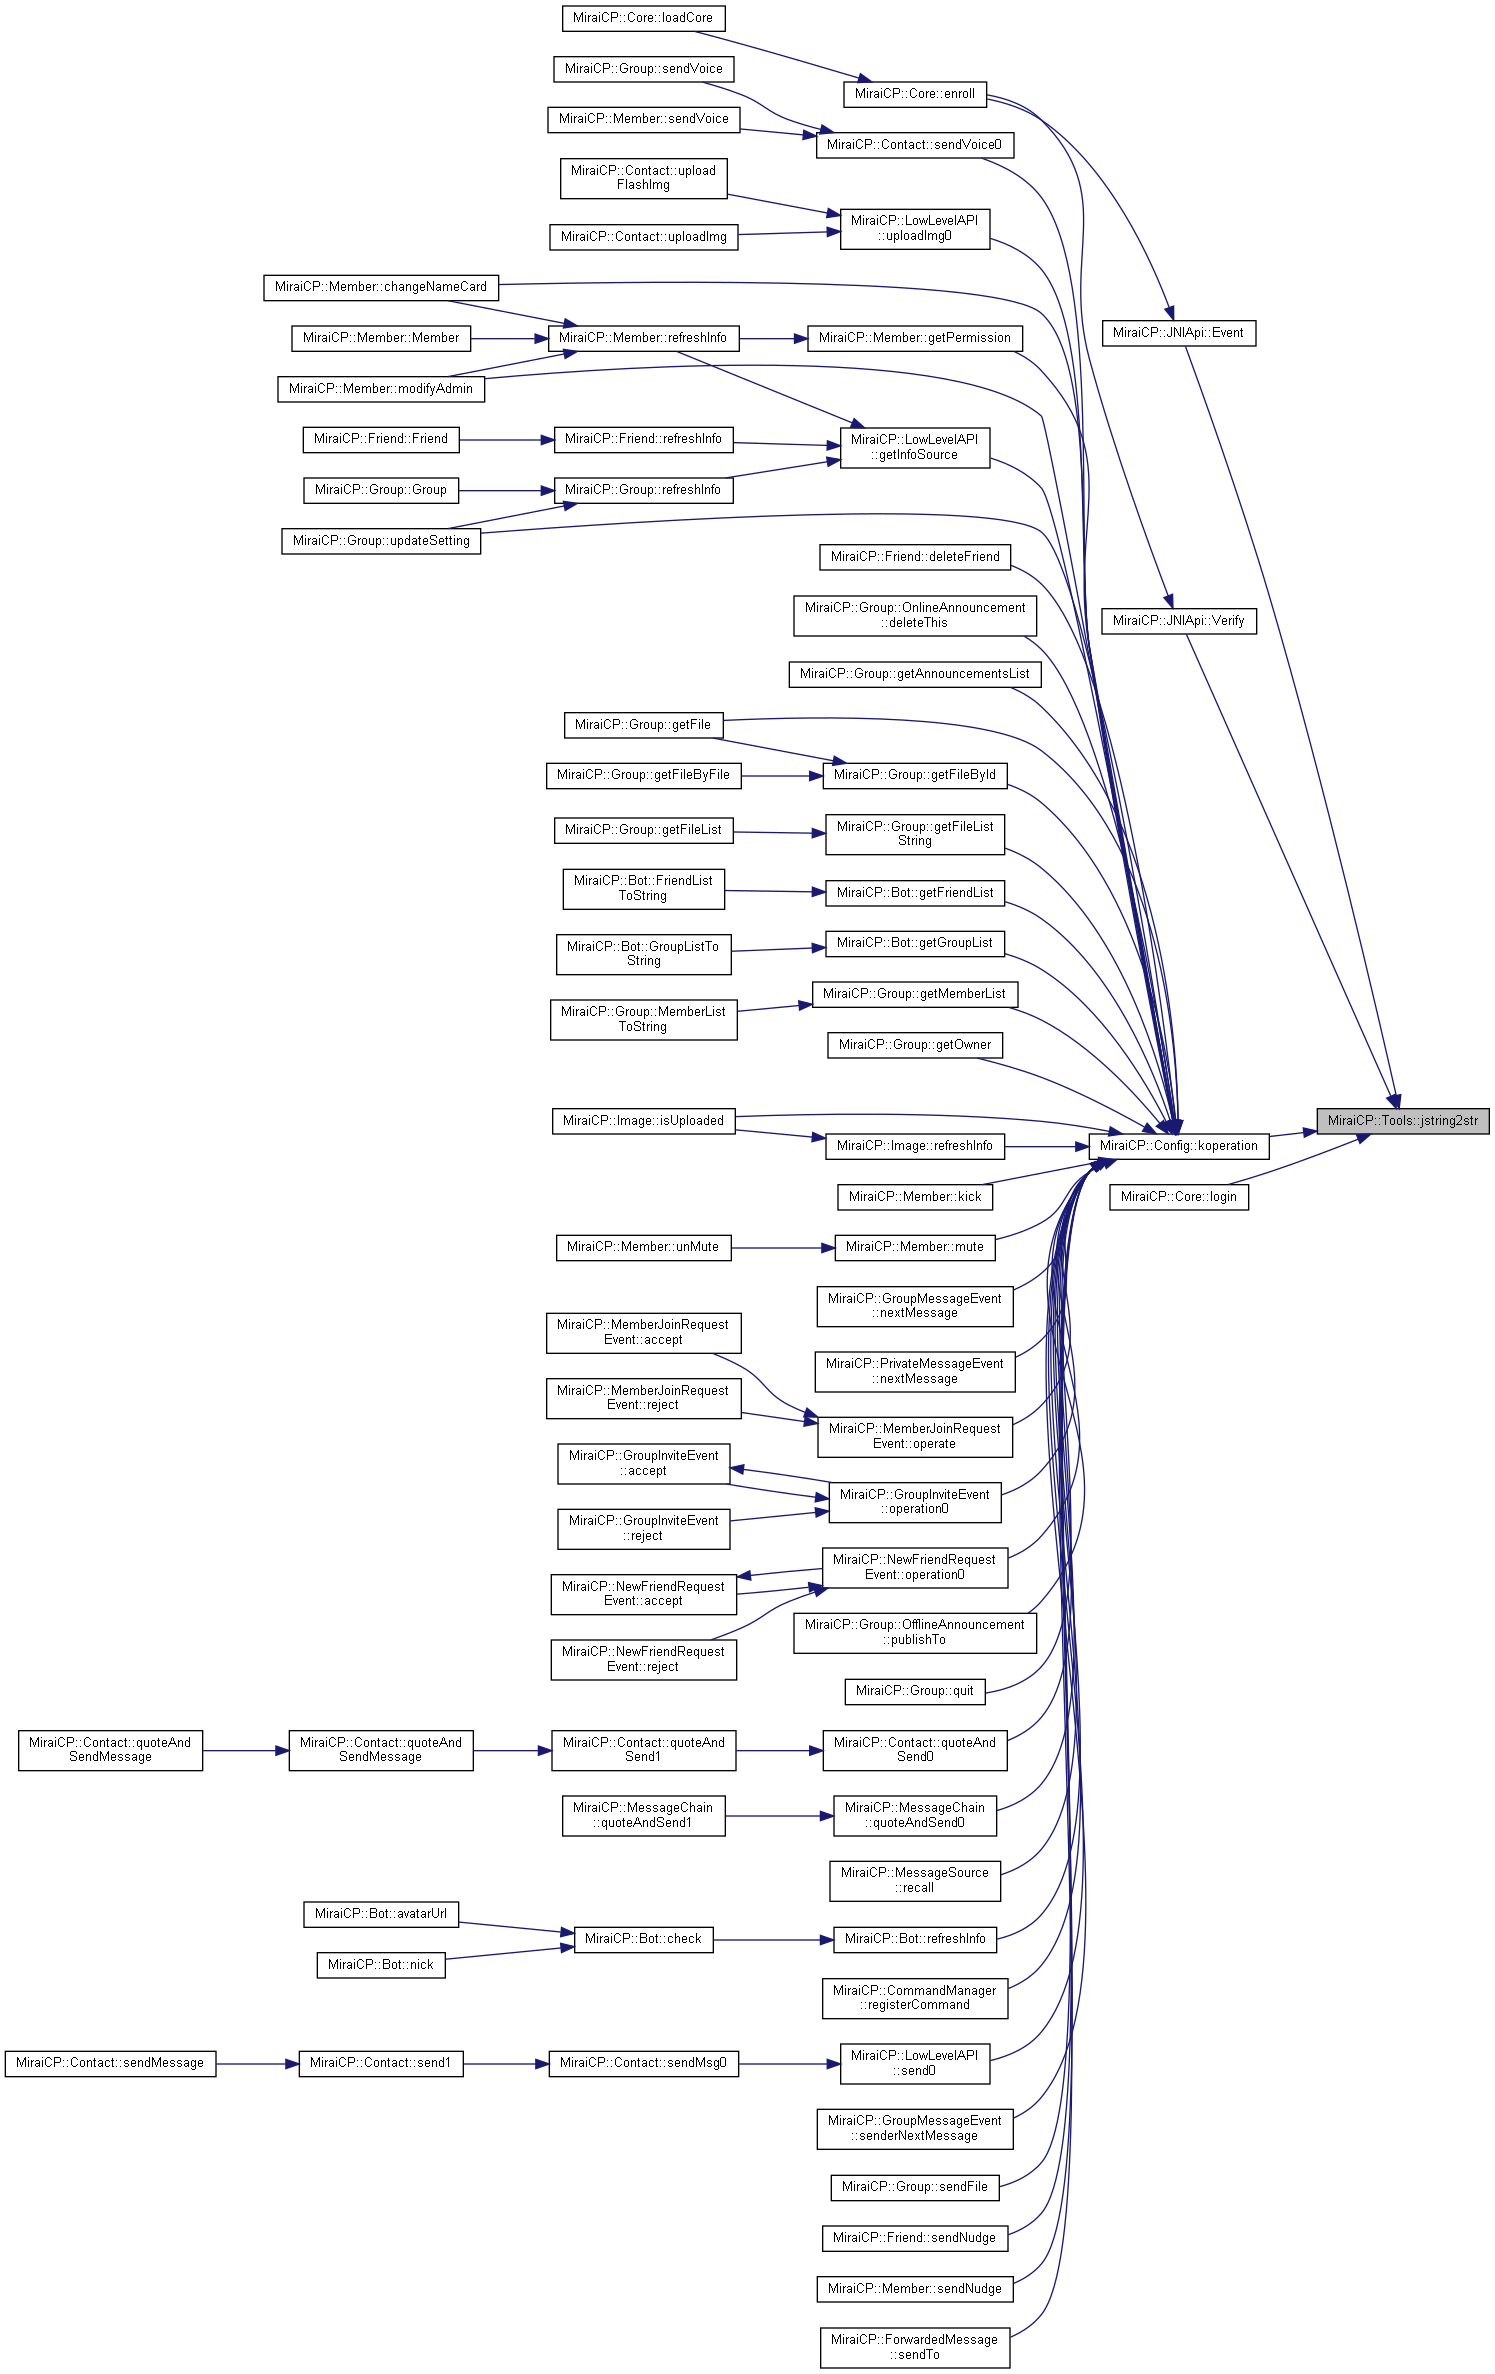 MiraiCP::Core::loadCore
MiraiCP::Group::sendVoice
MiraiCP::Core::enroll
MiraiCP::Member::sendVoice
MiraiCP::Contact::sendVoice0
MiraiCP::Contact::upload
FlashImg
MiraiCP::LowLevelAPI
::uploadImg0
MiraiCP::Contact::uploadImg
MiraiCP::Member::changeNameCard
MiraiCP::JNIApi::Event
MiraiCP::Member::Member
MiraiCP::Member::refreshInfo
MiraiCP::Member::getPermission
MiraiCP::Member::modifyAdmin
MiraiCP::Friend::Friend
MiraiCP::Friend::refreshInfo
MiraiCP::LowLevelAPI
::getInfoSource
MiraiCP::Group::Group
MiraiCP::Group::refreshInfo
MiraiCP::Group::updateSetting
MiraiCP::Friend::deleteFriend
MiraiCP::Group::OnlineAnnouncement
::deleteThis
MiraiCP::JNIApi::Verify
MiraiCP::Group::getAnnouncementsList
MiraiCP::Group::getFile
MiraiCP::Group::getFileByFile
MiraiCP::Group::getFileById
MiraiCP::Group::getFileList
MiraiCP::Group::getFileList
String
MiraiCP::Bot::FriendList
ToString
MiraiCP::Bot::getFriendList
MiraiCP::Bot::GroupListTo
String
MiraiCP::Bot::getGroupList
MiraiCP::Group::MemberList
ToString
MiraiCP::Group::getMemberList
MiraiCP::Group::getOwner
MiraiCP::Image::isUploaded
MiraiCP::Tools::jstring2str
MiraiCP::Image::refreshInfo
MiraiCP::Config::koperation
MiraiCP::Member::kick
MiraiCP::Core::login
MiraiCP::Member::unMute
MiraiCP::Member::mute
MiraiCP::GroupMessageEvent
::nextMessage
MiraiCP::MemberJoinRequest
Event::accept
MiraiCP::PrivateMessageEvent
::nextMessage
MiraiCP::MemberJoinRequest
Event::reject
MiraiCP::MemberJoinRequest
Event::operate
MiraiCP::GroupInviteEvent
::accept
MiraiCP::GroupInviteEvent
::operation0
MiraiCP::GroupInviteEvent
::reject
MiraiCP::NewFriendRequest
Event::operation0
MiraiCP::NewFriendRequest
Event::accept
MiraiCP::Group::OfflineAnnouncement
::publishTo
MiraiCP::NewFriendRequest
Event::reject
MiraiCP::Group::quit
MiraiCP::Contact::quoteAnd
SendMessage
MiraiCP::Contact::quoteAnd
SendMessage
MiraiCP::Contact::quoteAnd
Send1
MiraiCP::Contact::quoteAnd
Send0
MiraiCP::MessageChain
::quoteAndSend1
MiraiCP::MessageChain
::quoteAndSend0
MiraiCP::MessageSource
::recall
MiraiCP::Bot::avatarUrl
MiraiCP::Bot::check
MiraiCP::Bot::refreshInfo
MiraiCP::Bot::nick
MiraiCP::CommandManager
::registerCommand
MiraiCP::Contact::sendMessage
MiraiCP::Contact::send1
MiraiCP::Contact::sendMsg0
MiraiCP::LowLevelAPI
::send0
MiraiCP::GroupMessageEvent
::senderNextMessage
MiraiCP::Group::sendFile
MiraiCP::Friend::sendNudge
MiraiCP::Member::sendNudge
MiraiCP::ForwardedMessage
::sendTo